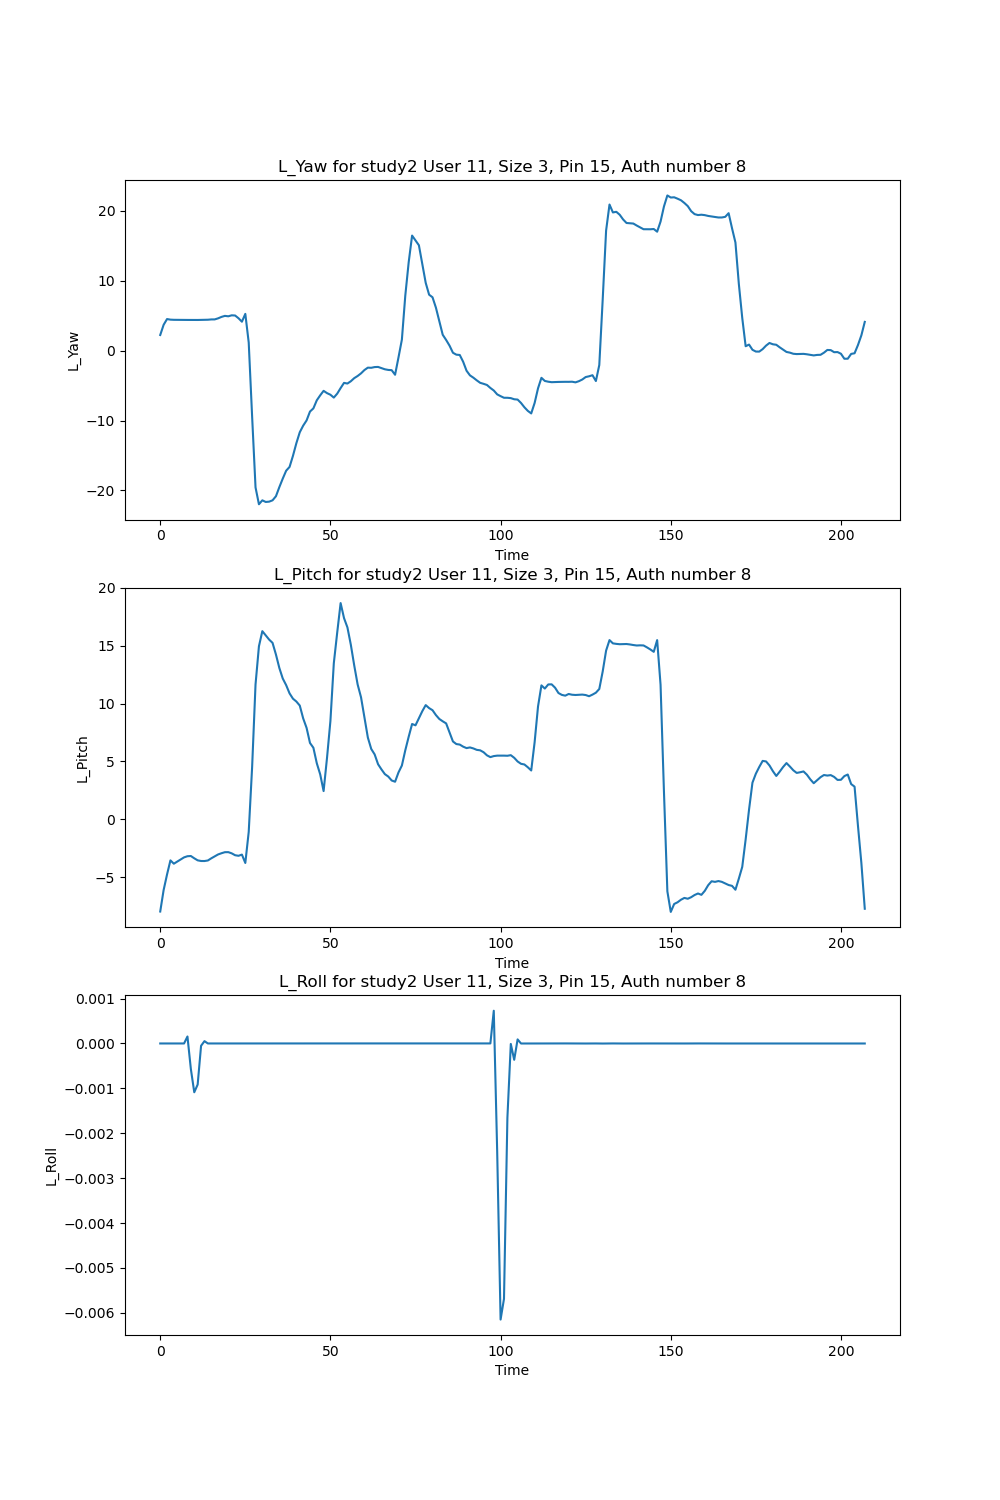 L_Yaw for study2 User 11, Size 3, Pin 15, Auth number 8
20
10
0
−10
−20
L_Yaw
0 50 100 150 200
Time
L_Pitch for study2 User 11, Size 3, Pin 15, Auth number 8
20
15
10
5
0
−5
L_Pitch
0 50 100 150 200
Time
L_Roll for study2 User 11, Size 3, Pin 15, Auth number 8
0.001
0.000
−0.001
−0.002
−0.003
−0.004
−0.005
−0.006
L_Roll
0 50 100 150 200
Time